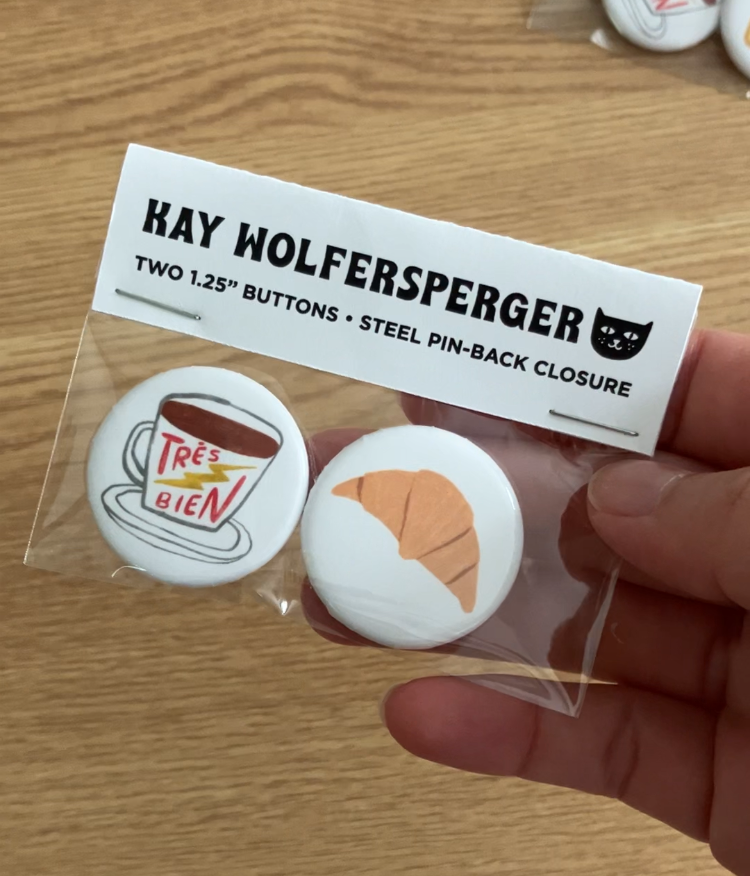 KAY WOLFERSPERGER
TWO 1.25” BUTTONS • STEEL PIN-BACK CLOSURE
TRÈS
BIEN